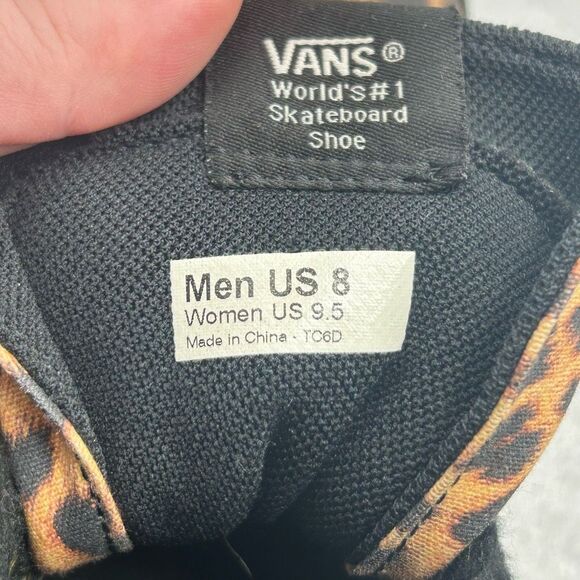 VANS®
World's #1
Skateboard
Shoe
Men US 8
Women US 9.5
Made in China · TC6D